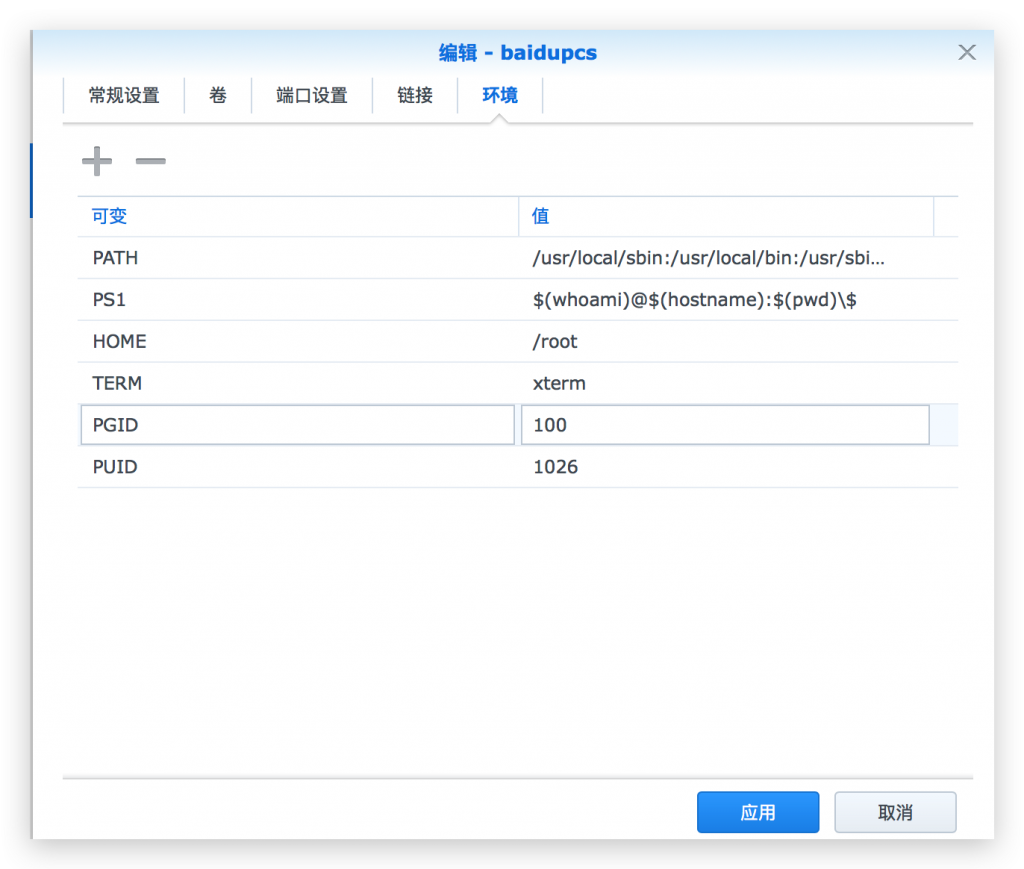 编辑 - baidupcs
常规设置 卷 端口设置 链接 环境
可变 值
PATH /usr/local/sbin:/usr/local/bin:/usr/sbi...
PS1 $(whoami)@$(hostname):$(pwd)\$
HOME /root
TERM xterm
PGID 100
PUID 1026
应用 取消